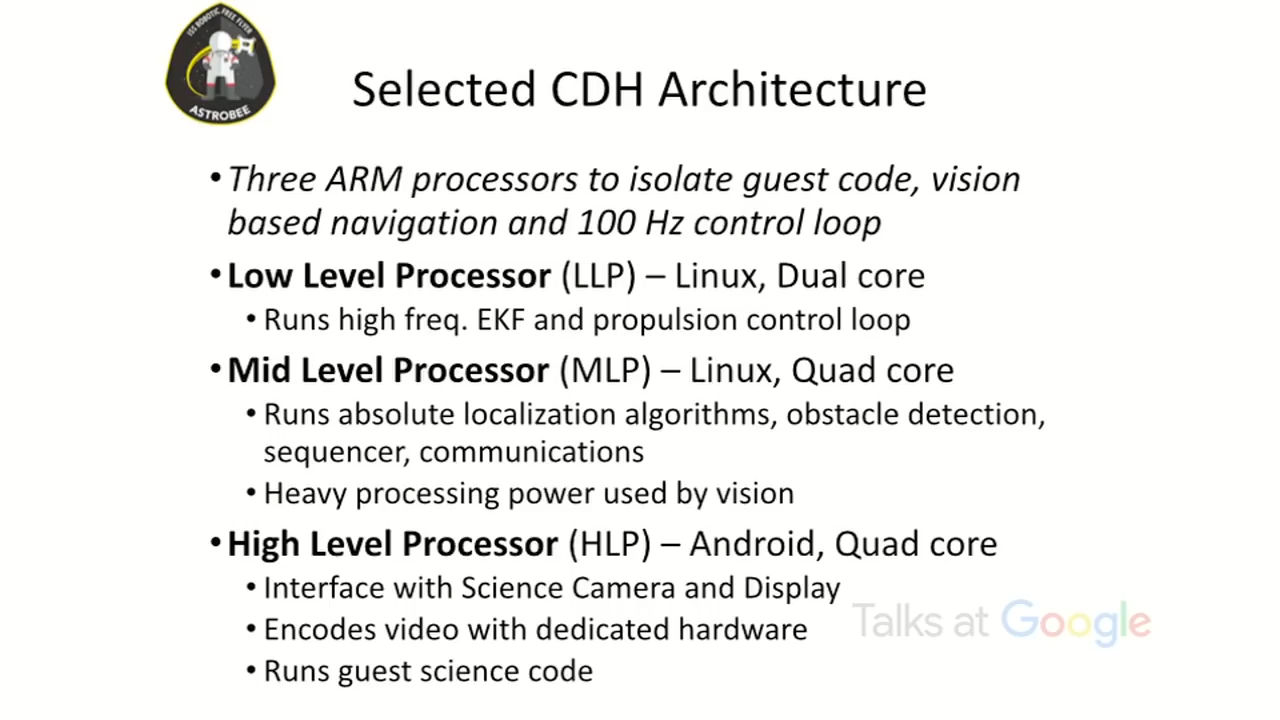 ISS ROBOTIC FREE FLYER
ASTROBEE
Selected CDH Architecture
• Three ARM processors to isolate guest code, vision
based navigation and 100 Hz control loop
• Low Level Processor (LLP) – Linux, Dual core
• Runs high freq. EKF and propulsion control loop
• Mid Level Processor (MLP) – Linux, Quad core
• Runs absolute localization algorithms, obstacle detection,
sequencer, communications
• Heavy processing power used by vision
• High Level Processor (HLP) – Android, Quad core
• Interface with Science Camera and Display
• Encodes video with dedicated hardware
• Runs guest science code
Talks at Google